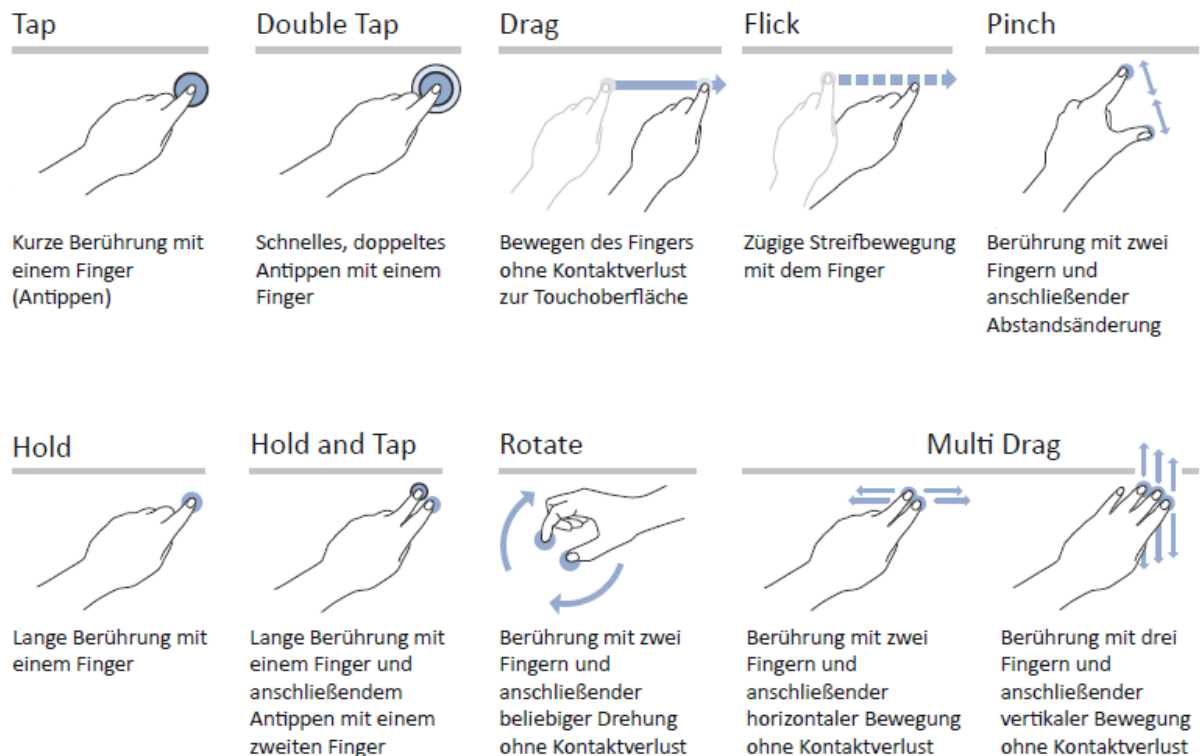 Tap
Double Tap
Drag
Flick
Pinch
Kurze Berührung mit
einem Finger
(Antippen)
Schnelles, doppeltes
Antippen mit einem
Finger
Bewegen des Fingers
ohne Kontaktverlust
zur Touchoberfläche
Zügige Streifbewegung
mit dem Finger
Berührung mit zwei
Fingern und
anschließender
Abstandsänderung
Hold
Hold and Tap
Rotate
Multi Drag
Lange Berührung mit
einem Finger
Lange Berührung mit
einem Finger und
anschließendem
Antippen mit einem
zweiten Finger
Berührung mit zwei
Fingern und
anschließender
beliebiger Drehung
ohne Kontaktverlust
Berührung mit zwei
Fingern und
anschließender
horizontaler Bewegung
ohne Kontaktverlust
Berührung mit drei
Fingern und
anschließender
vertikaler Bewegung
ohne Kontaktverlust